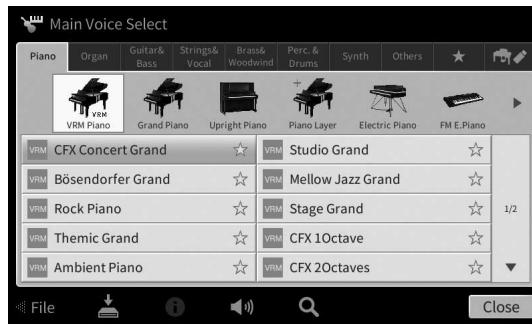 Main Voice Select
Piano
Organ
Guitar&
Bass
Strings&
Vocal
Brass&
Woodwind
Perc. &
Drums
Synth
Others
VRM
VRM Piano
Grand Piano
Upright Piano
Piano Layer
Electric Piano
FM E.Piano
VRM CFX Concert Grand
VRM Studio Grand
VRM Bösendorfer Grand
VRM Mellow Jazz Grand
VRM Rock Piano
VRM Stage Grand
1/2
VRM Themic Grand
VRM CFX 1Octave
VRM Ambient Piano
VRM CFX 2Octaves
File
Close